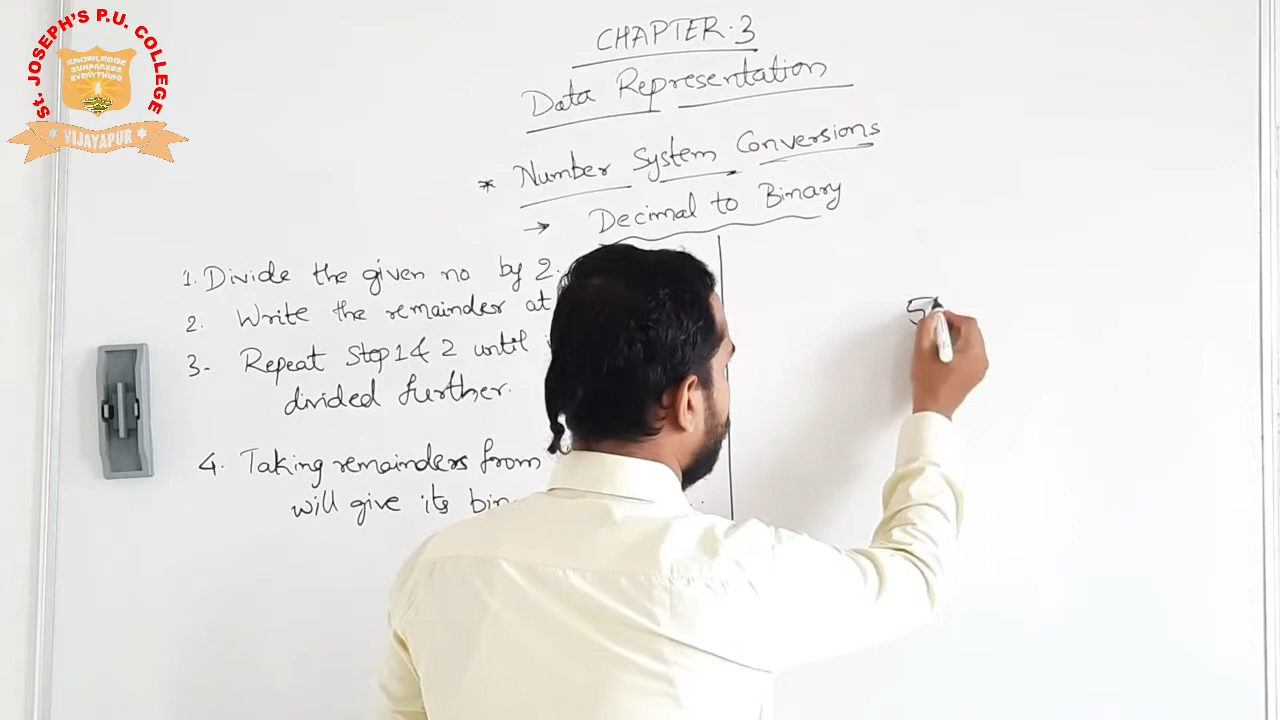 St. JOSEPH'S P.U. COLLEGE
KNOWLEDGE
SURPASSES
EVERYTHING
VIJAYAPUR
CHAPTER.3
Data Representation
* Number System Conversions
→ Decimal to Binary
1. Divide the given no by 2.
2. Write the remainder at
3- Repeat Step 1 & 2 until
divided further.
4. Taking remainders from
will give its
5